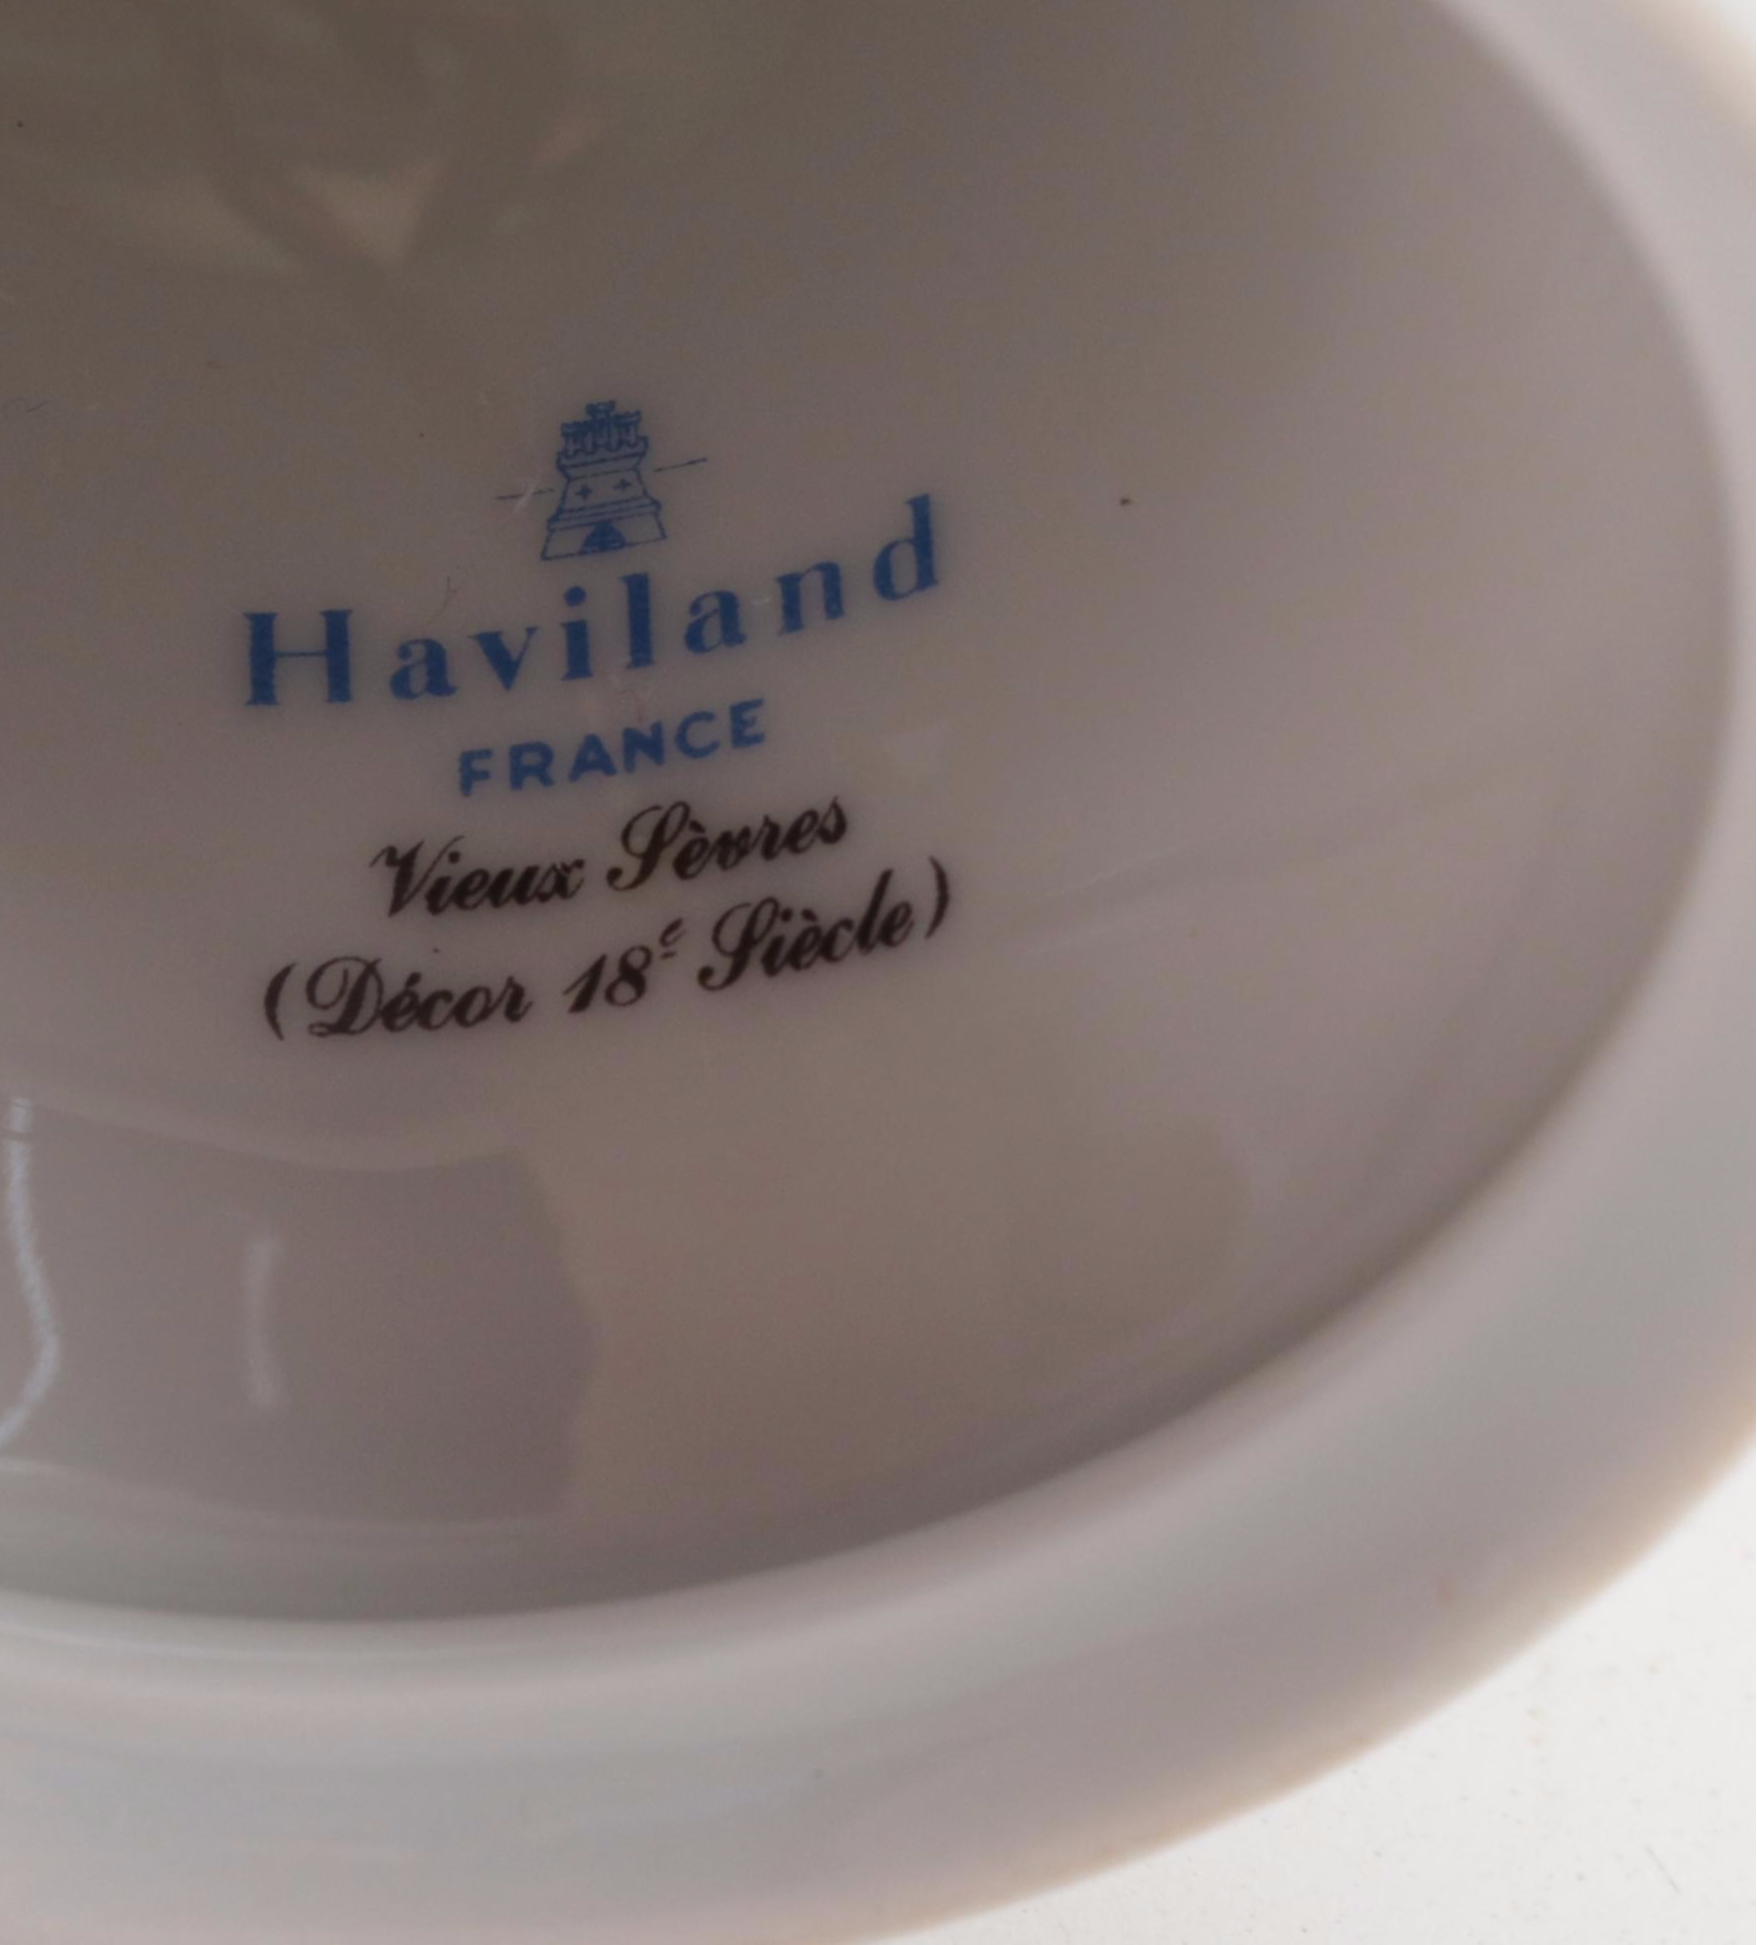 Haviland
FRANCE
Vieux Sèvres
(Décor 18e Siècle)